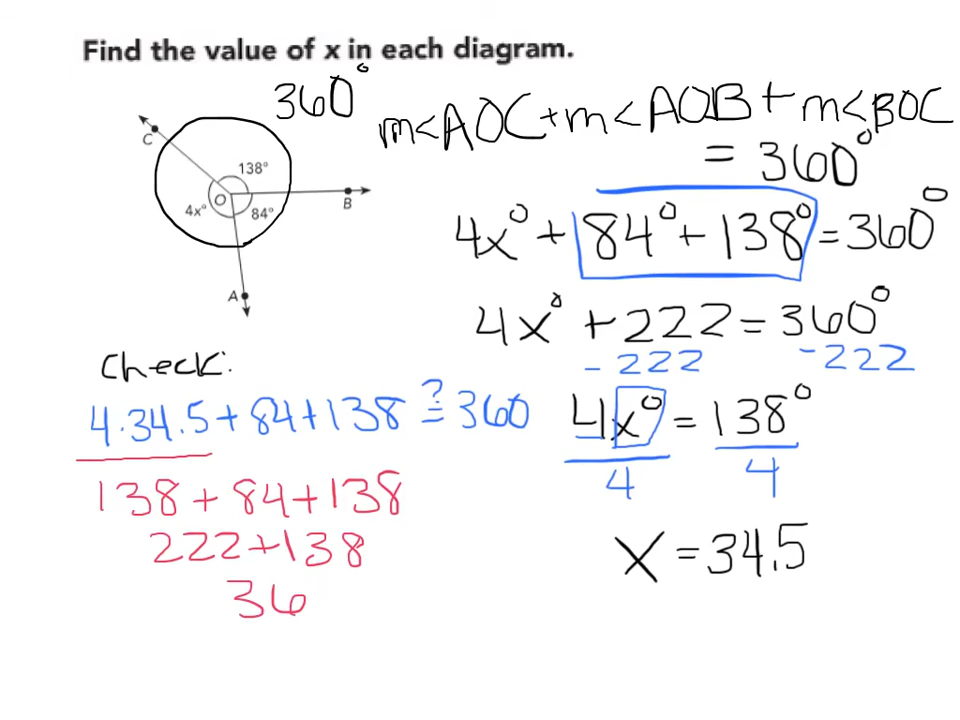 Find the value of x in each diagram.
360°
m<AOC+m<AOB+m<BOC
= 360°
C
138°
O
B
4x°
84°
A
4x°+84°+138°=360°
4x°+222=360°
-222 -222
4x°=138°
4 4
x=34.5
Check:
4·34.5+84+138≟360
138+84+138
222+138
36